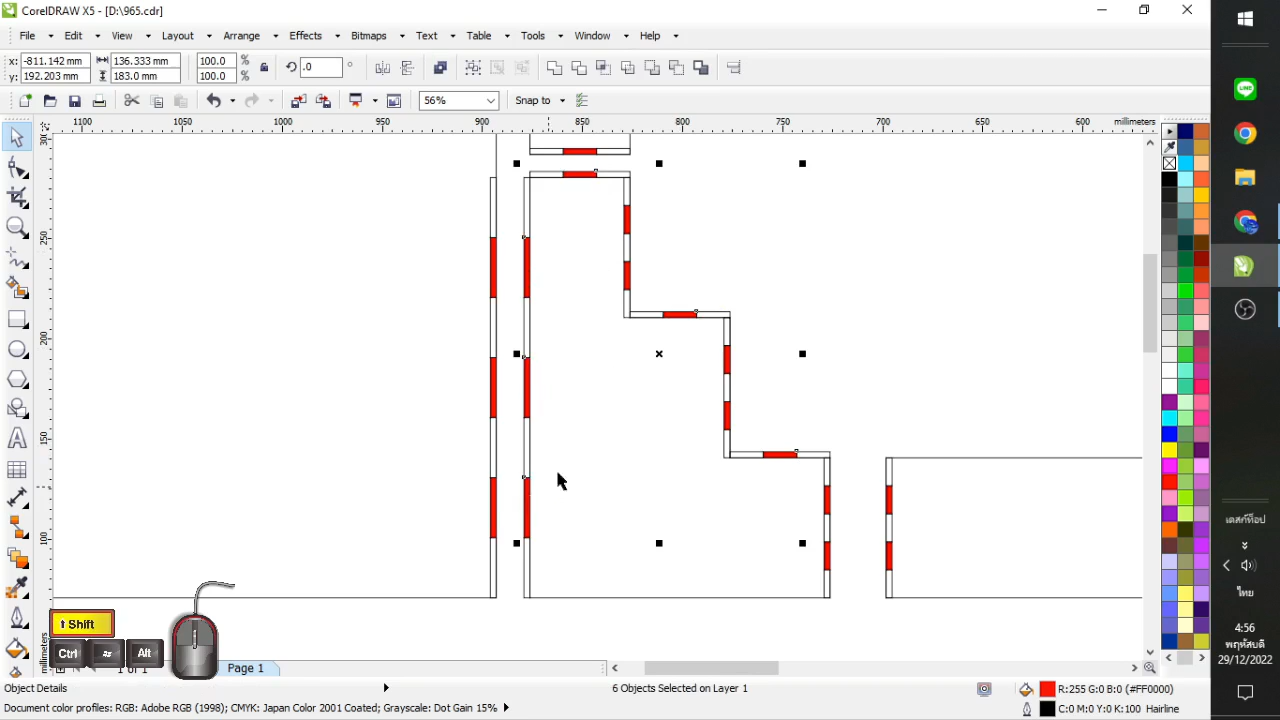 CorelDRAW X5 - [D:\965.cdr]
File Edit View Layout Arrange Effects Bitmaps Text Table Tools Window Help
x: -811.142 mm 136.333 mm 100.0 % .0 °
y: 192.203 mm 183.0 mm 100.0 %
56% Snap to
1100 1050 1000 950 900 850 800 750 700 650 600 millimeters
300
250
200
150
100
millimeters
Shift
Ctrl Alt
1 of 1 Page 1
Object Details 6 Objects Selected on Layer 1 R:255 G:0 B:0 (#FF0000)
Document color profiles: RGB: Adobe RGB (1998); CMYK: Japan Color 2001 Coated; Grayscale: Dot Gain 15% C:0 M:0 Y:0 K:100 Hairline
LINE
เดสก์ท็อป
ไทย
4:56
พฤหัสบดี
29/12/2022